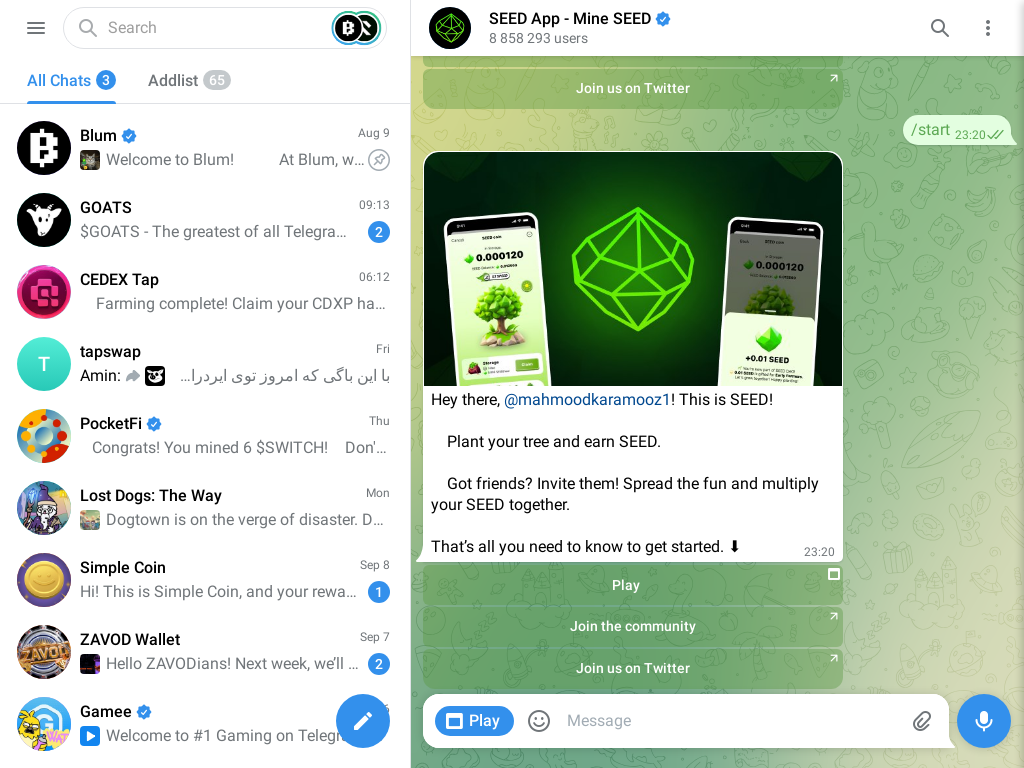 Search
All Chats 3
Addlist 65
Blum
Aug 9
Welcome to Blum! At Blum, w...
GOATS
09:13
$GOATS - The greatest of all Telegra...
2
CEDEX Tap
06:12
Farming complete! Claim your CDXP ha...
T
tapswap
Fri
Amin: با این باگی که امروز توی ایردرا...
PocketFi
Thu
Congrats! You mined 6 $SWITCH! Don'...
Lost Dogs: The Way
Mon
Dogtown is on the verge of disaster. D...
Simple Coin
Sep 8
Hi! This is Simple Coin, and your rewa...
1
ZAVOD Wallet
Sep 7
Hello ZAVODians! Next week, we'll ...
2
Gamee
Welcome to #1 Gaming on Telegr
SEED App - Mine SEED
8 858 293 users
Join us on Twitter
/start 23:20
0.000120
0.000120
Storage
+0.01 SEED
Hey there, @mahmoodkaramooz1! This is SEED!
Plant your tree and earn SEED.
Got friends? Invite them! Spread the fun and multiply
your SEED together.
That's all you need to know to get started. ⬇
23:20
Play
Join the community
Join us on Twitter
Play
Message